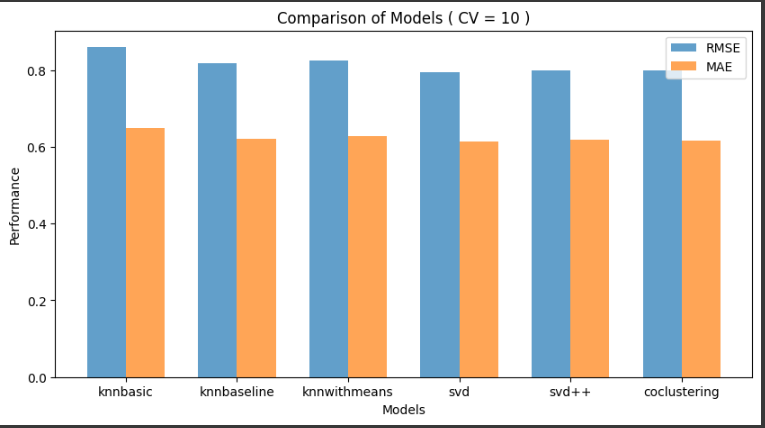 Comparison of Models ( CV = 10 )
RMSE
MAE
0.8
0.6
0.4
0.2
0.0
Performance
knnbasic knnbaseline knnwithmeans svd svd++ coclustering
Models